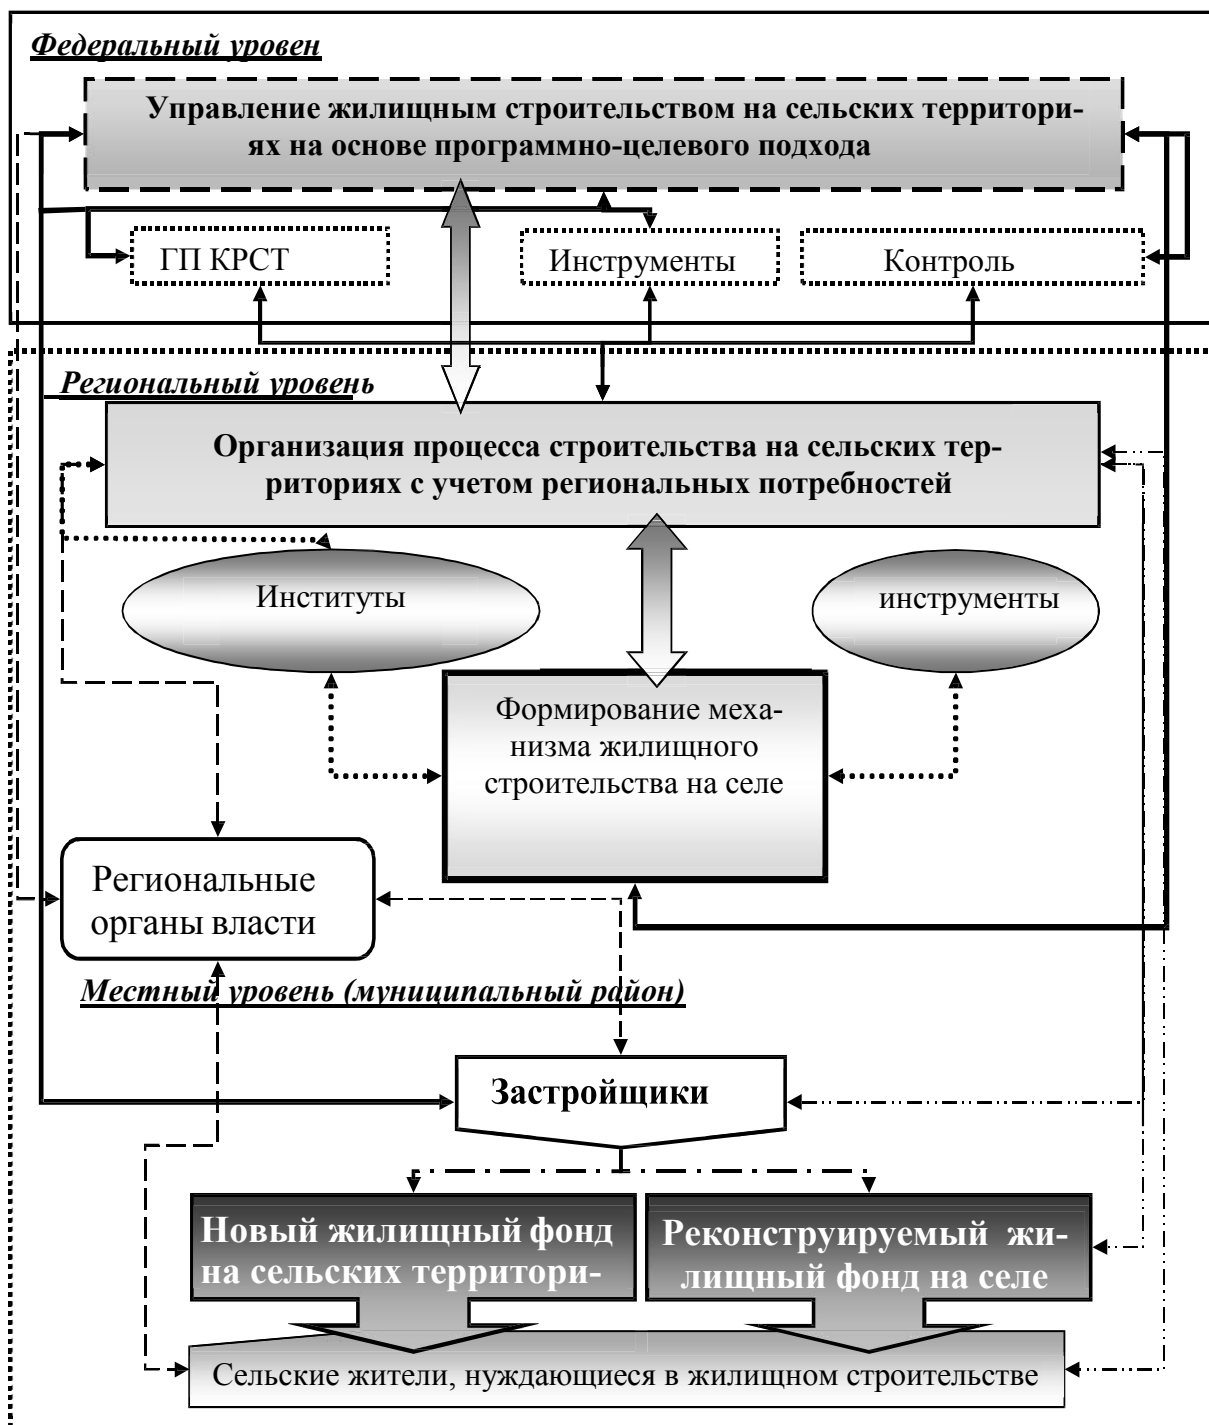 Федеральный уровен
Управление жилищным строительством на сельских территори-
ях на основе программно-целевого подхода
ГП КРСТ
Инструменты
Контроль
Региональный уровень
Организация процесса строительства на сельских тер-
риториях с учетом региональных потребностей
Институты
инструменты
Формирование меха-
низма жилищного
строительства на селе
Региональные
органы власти
Местный уровень (муниципальный район)
Застройщики
Новый жилищный фонд
на сельских территори-
Реконструируемый жи-
лищный фонд на селе
Сельские жители, нуждающиеся в жилищном строительстве